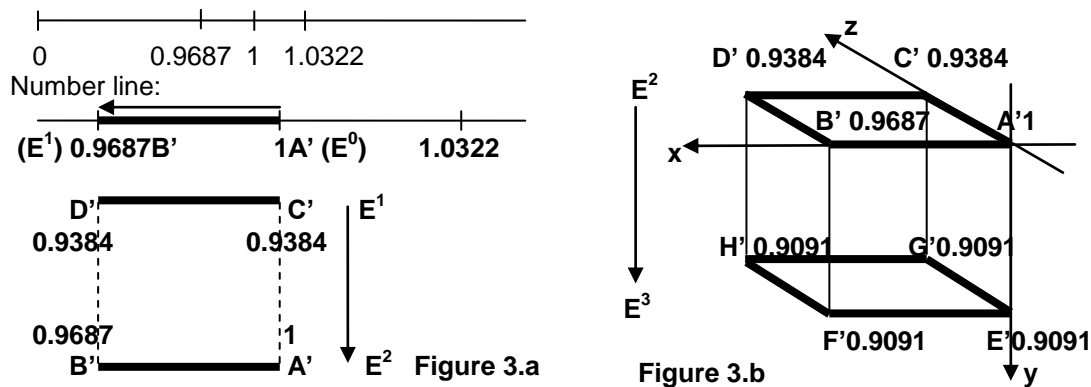 0 0.9687 1 1.0322
Number line:
(E¹) 0.9687B’ 1A’ (E⁰) 1.0322
D’ C’ E¹
0.9384 0.9384
0.9687 1
B’ A’ E² Figure 3.a
z
D’ 0.9384 C’ 0.9384
E²
B’ 0.9687 A’1
x
H’ 0.9091 G’0.9091
E³
F’0.9091 E’0.9091
Figure 3.b y